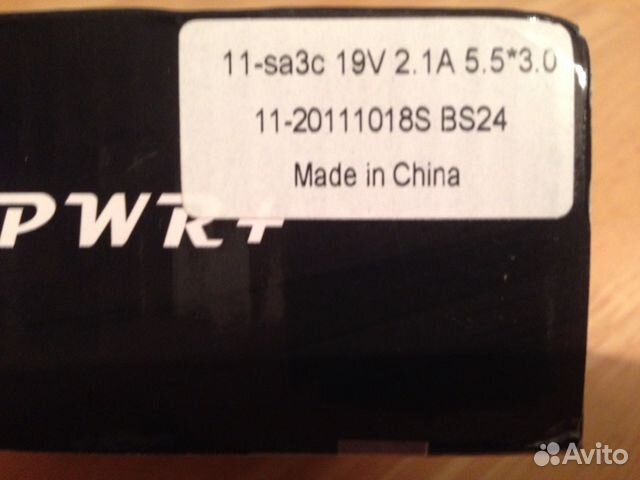 11-sa3c 19V 2.1A 5.5*3.0
11-20111018S BS24
Made in China
PWR+
Avito